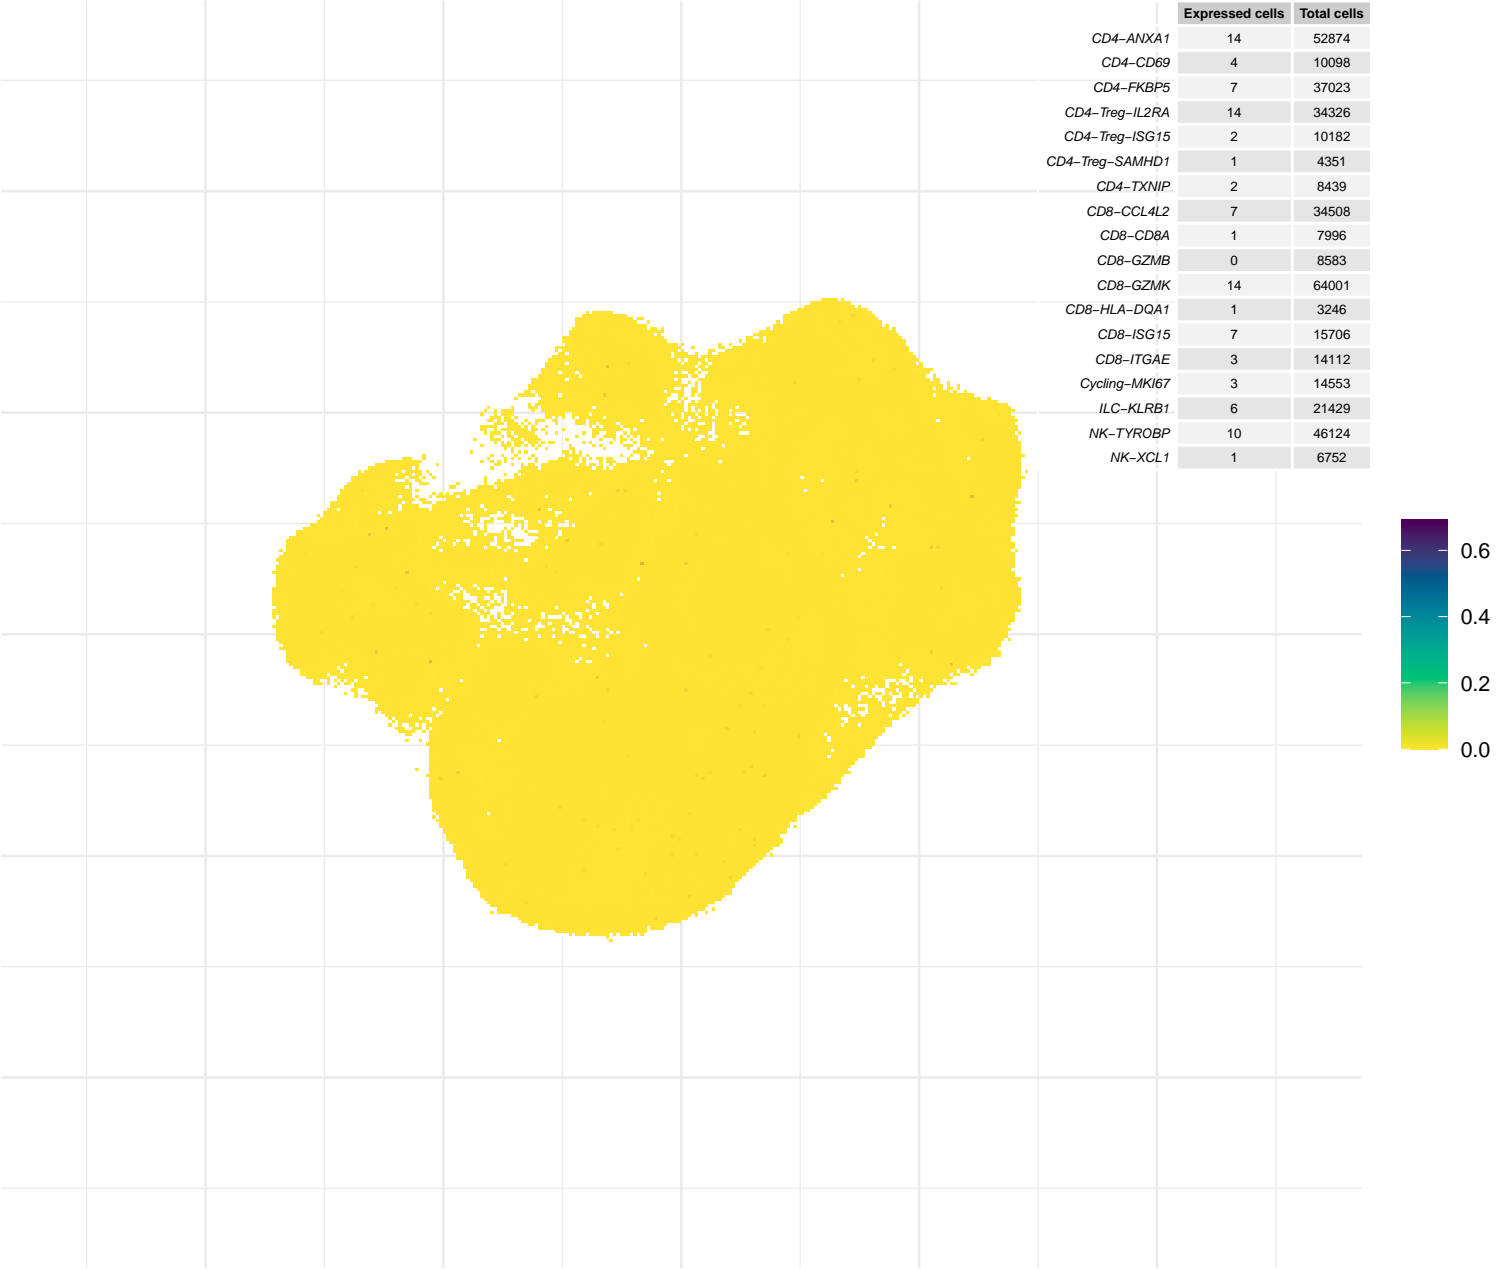 Expressed cells Total cells
CD4−ANXA1 14 52874
CD4−CD69 4 10098
CD4−FKBP5 7 37023
CD4−Treg−IL2RA 14 34326
CD4−Treg−ISG15 2 10182
CD4−Treg−SAMHD1 1 4351
CD4−TXNIP 2 8439
CD8−CCL4L2 7 34508
CD8−CD8A 1 7996
CD8−GZMB 0 8583
CD8−GZMK 14 64001
CD8−HLA−DQA1 1 3246
CD8−ISG15 7 15706
CD8−ITGAE 3 14112
Cycling−MKI67 3 14553
ILC−KLRB1 6 21429
NK−TYROBP 10 46124
NK−XCL1 1 6752
0.6
0.4
0.2
0.0